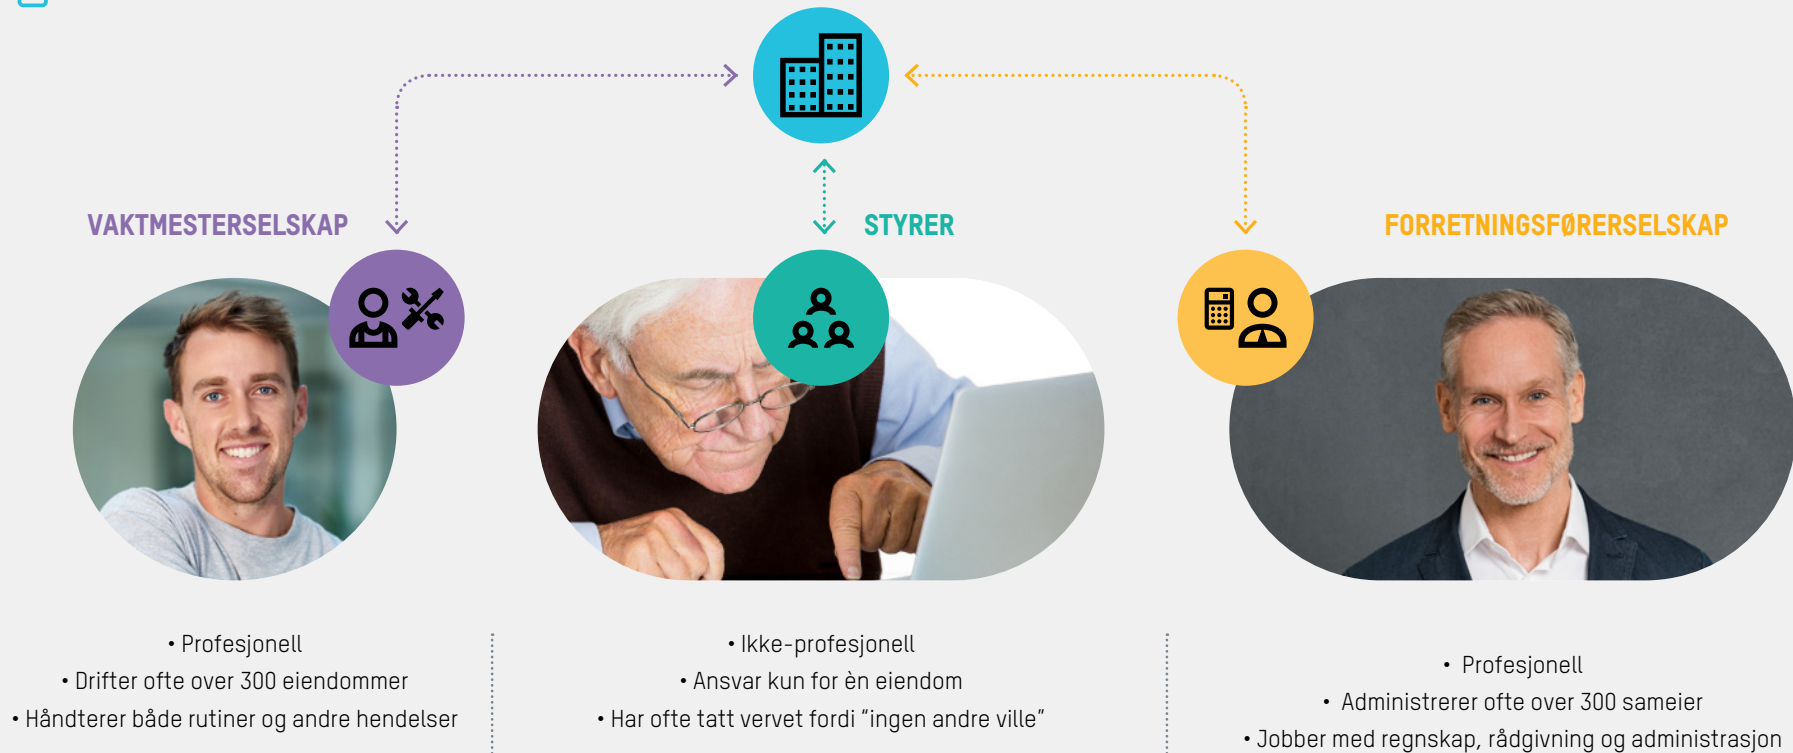 VAKTMESTERSELSKAP
STYRER
FORRETNINGSFØRERSELSKAP
• Profesjonell
• Drifter ofte over 300 eiendommer
• Håndterer både rutiner og andre hendelser
• Ikke-profesjonell
• Ansvar kun for èn eiendom
• Har ofte tatt vervet fordi “ingen andre ville”
• Profesjonell
• Administrerer ofte over 300 sameier
• Jobber med regnskap, rådgivning og administrasjon